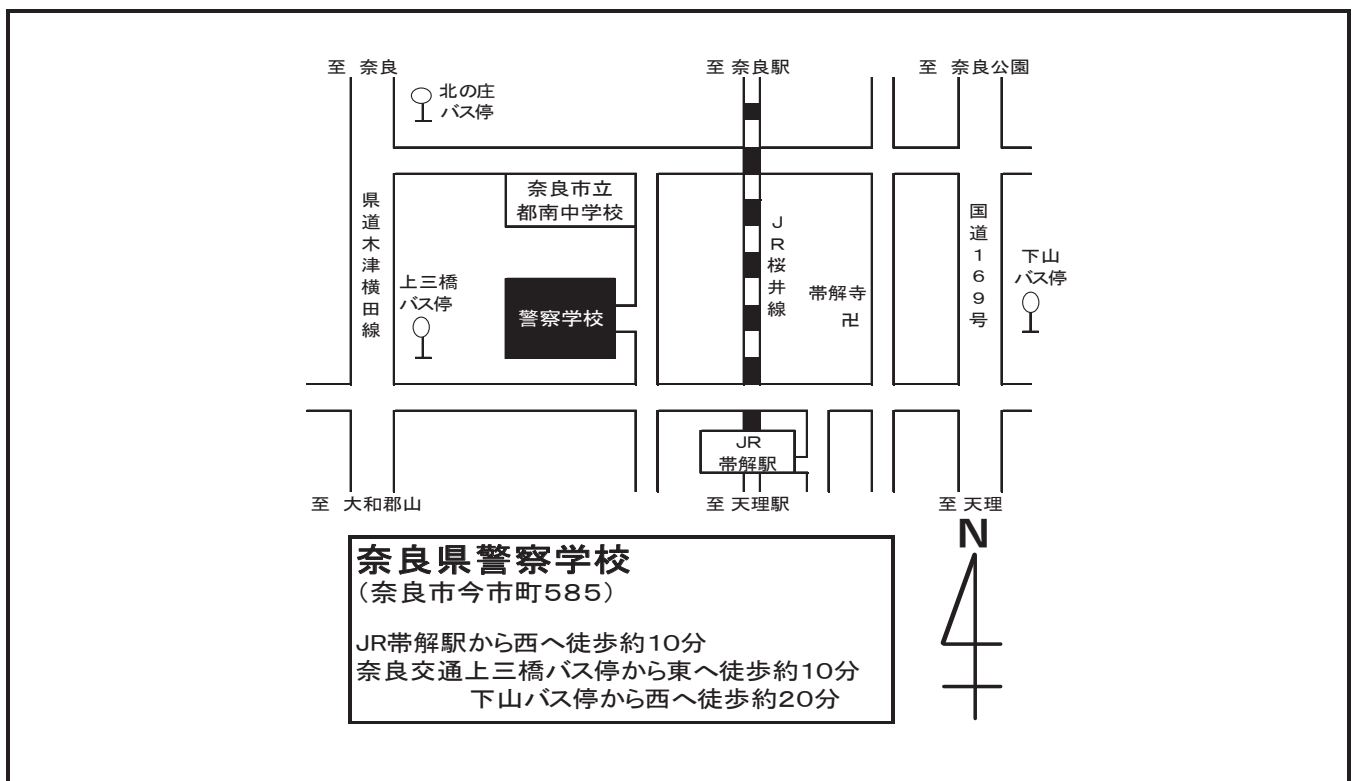 至 奈良
至 奈良駅
至 奈良公園
北の庄
バス停
奈良市立
都南中学校
県道木津横田線
JR桜井線
国道169号
下山
バス停
上三橋
バス停
帯解寺
卍
警察学校
JR
帯解駅
至 大和郡山
至 天理駅
至 天理
N
奈良県警察学校
（奈良市今市町585）
JR帯解駅から西へ徒歩約10分
奈良交通上三橋バス停から東へ徒歩約10分
下山バス停から西へ徒歩約20分